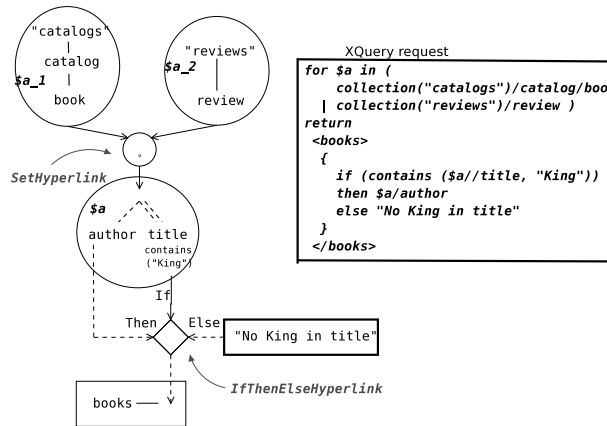 "catalogs"
catalog
$a_1
book
"reviews"
$a_2
review
SetHyperlink
$a
author title
contains
("King")
If
Then Else
"No King in title"
IfThenElseHyperlink
books
XQuery request
for $a in (
collection("catalogs")/catalog/boo
| collection("reviews")/review )
return
<books>
{
if (contains ($a//title, "King"))
then $a/author
else "No King in title"
}
</books>